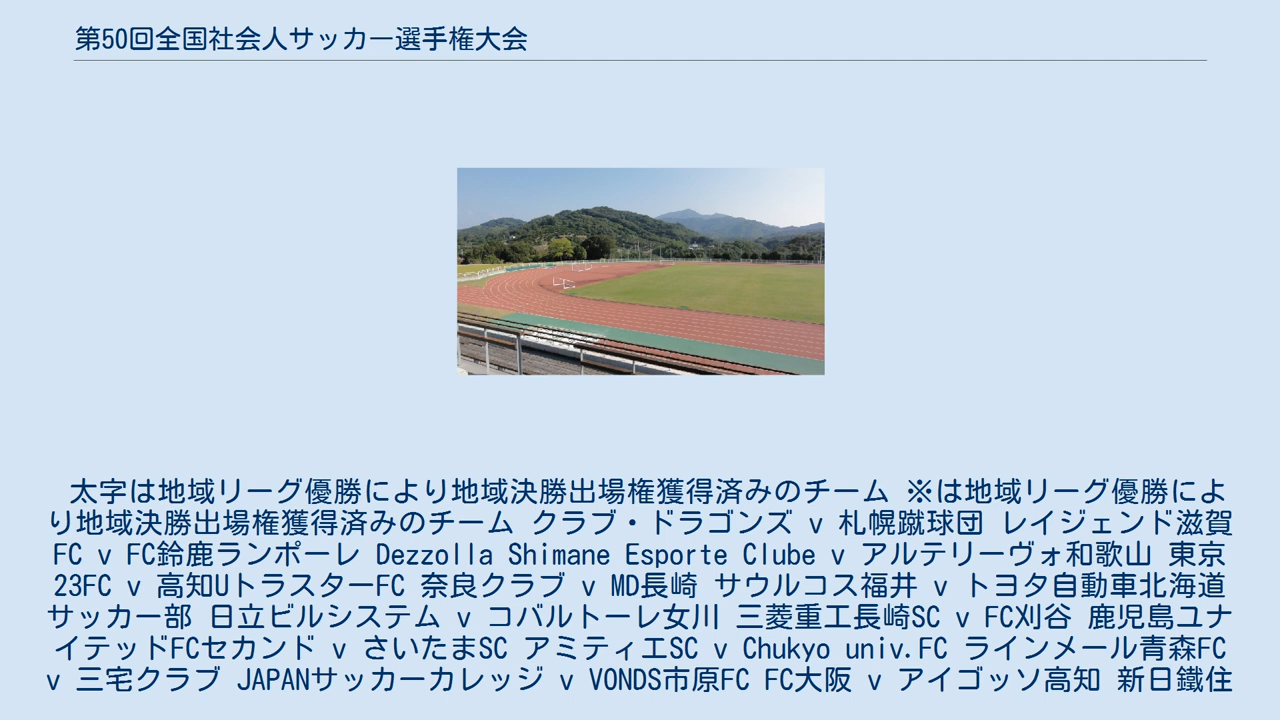 第50回全国社会人サッカー選手権大会
太字は地域リーグ優勝により地域決勝出場権獲得済みのチーム ※は地域リーグ優勝によ
り地域決勝出場権獲得済みのチーム クラブ・ドラゴンズ v 札幌蹴球団 レイジェンド滋賀
FC v FC鈴鹿ランポーレ Dezzolla Shimane Esporte Clube v アルテリーヴォ和歌山 東京
23FC v 高知UトラスターFC 奈良クラブ v MD長崎 サウルコス福井 v トヨタ自動車北海道
サッカー部 日立ビルシステム v コバルトーレ女川 三菱重工長崎SC v FC刈谷 鹿児島ユナ
イテッドFCセカンド v さいたまSC アミティエSC v Chukyo univ.FC ラインメール青森FC
v 三宅クラブ JAPANサッカーカレッジ v VONDS市原FC FC大阪 v アイゴッソ高知 新日鐵住